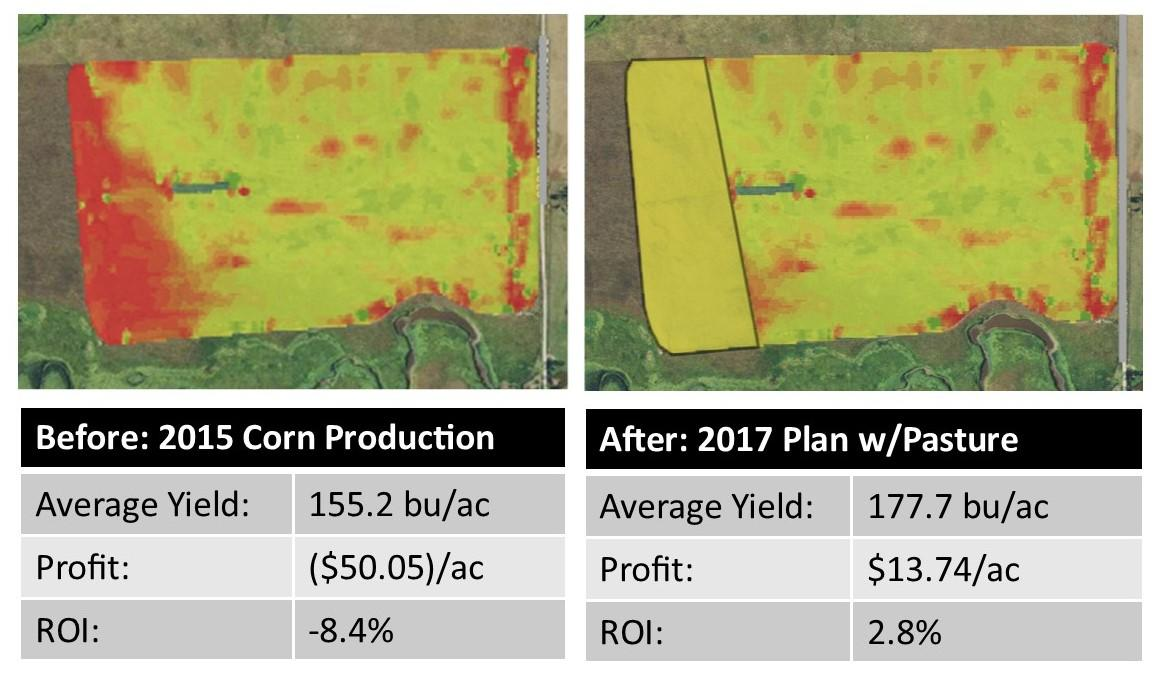 Before: 2015 Corn Production
Average Yield: 155.2 bu/ac
Profit: ($50.05)/ac
ROI: -8.4%
After: 2017 Plan w/Pasture
Average Yield: 177.7 bu/ac
Profit: $13.74/ac
ROI: 2.8%